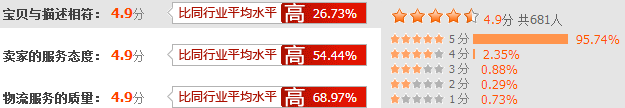 宝贝与描述相符：4.9分 比同行业平均水平 高 26.73%
卖家的服务态度：4.9分 比同行业平均水平 高 54.44%
物流服务的质量：4.9分 比同行业平均水平 高 68.97%
4.9分 共681人
5分 95.74%
4分 2.35%
3分 0.88%
2分 0.29%
1分 0.73%